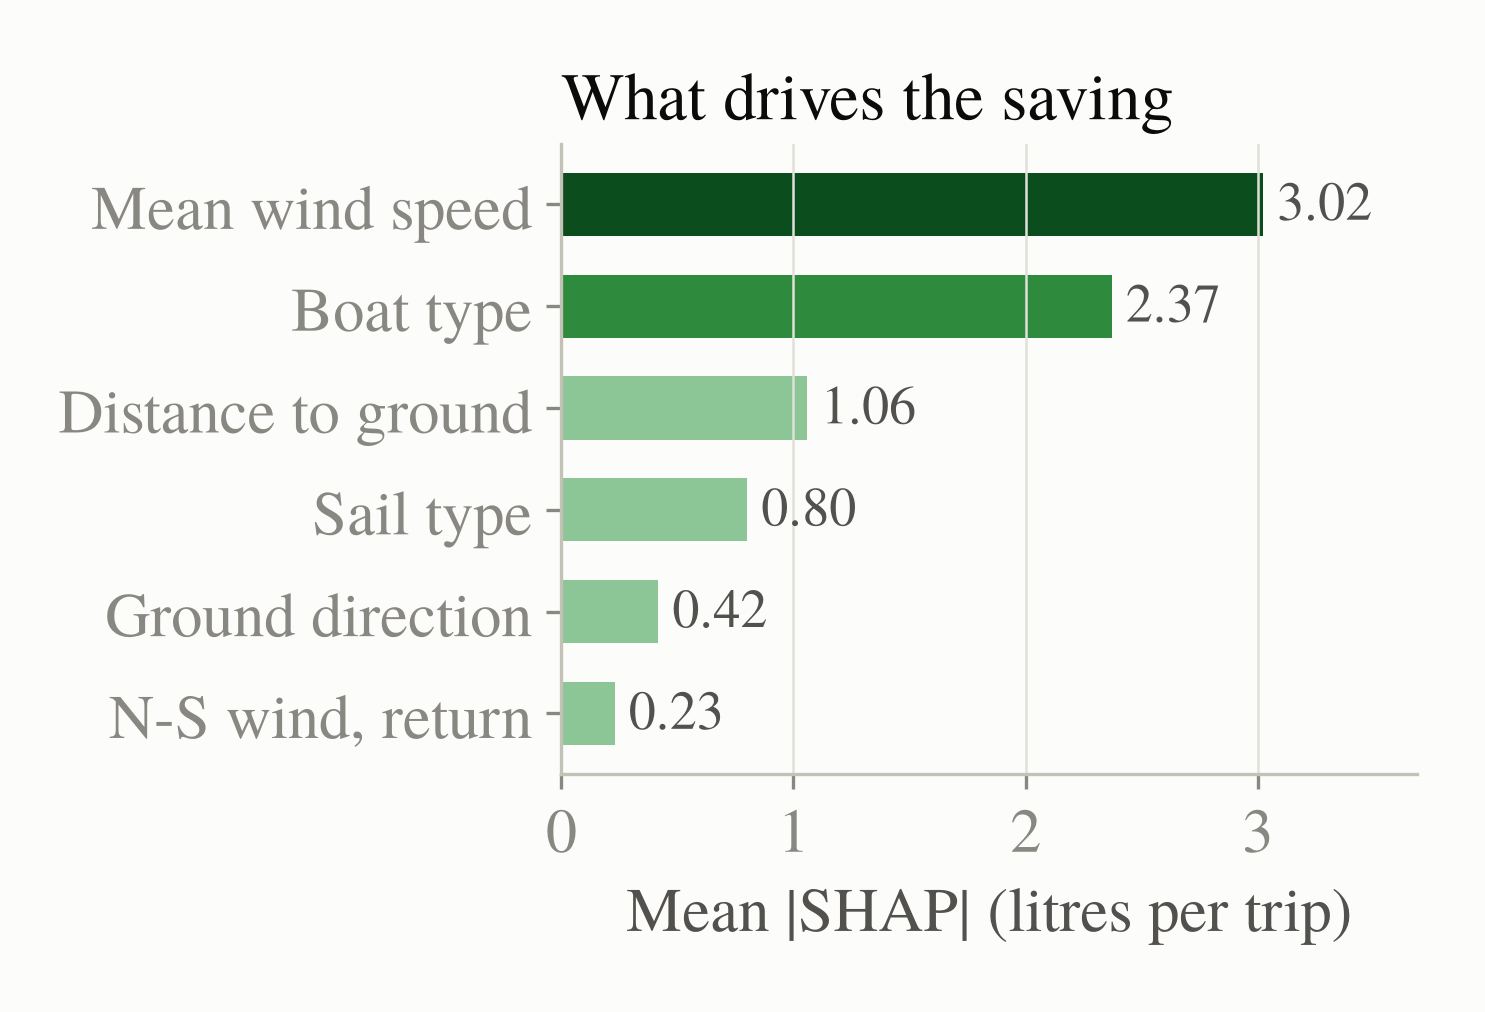 What drives the saving
Mean wind speed 3.02
Boat type 2.37
Distance to ground 1.06
Sail type 0.80
Ground direction 0.42
N-S wind, return 0.23
0 1 2 3
Mean |SHAP| (litres per trip)